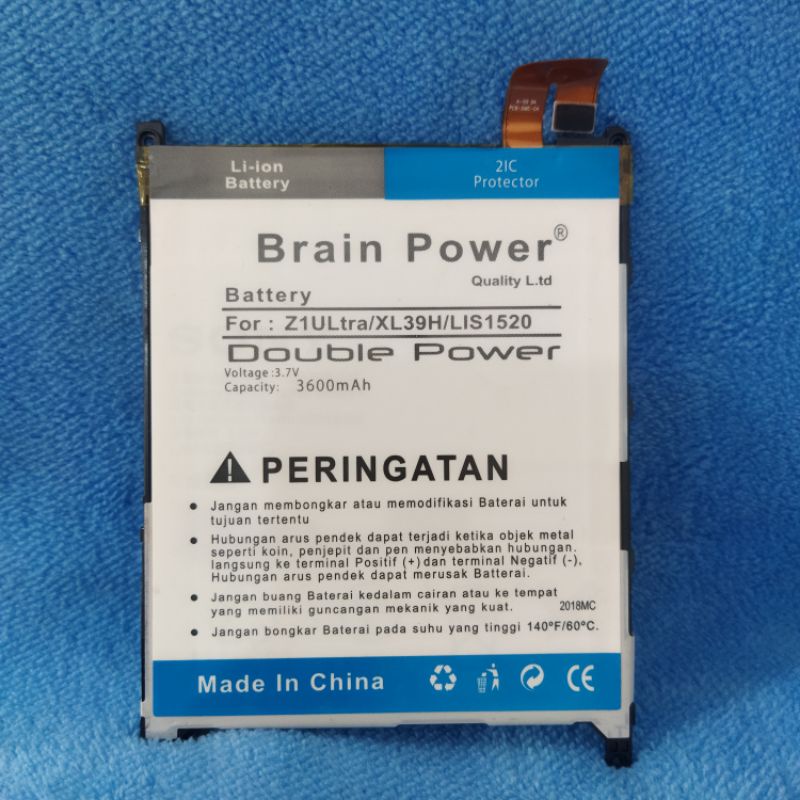 Li-ion
Battery
2IC
Protector
Brain Power®
Quality L.td
Battery
For : Z1ULtra/XL39H/LIS1520
Double Power
Voltage :3.7V
Capacity: 3600mAh
PERINGATAN
• Jangan membongkar atau memodifikasi Baterai untuk
tujuan tertentu
• Hubungan arus pendek dapat terjadi ketika objek metal
seperti koin, penjepit dan pen menyebabkan hubungan.
langsung ke terminal Positif (+) dan terminal Negatif (-),
Hubungan arus pendek dapat merusak Batterai.
• Jangan buang Baterai kedalam cairan atau ke tempat
yang memiliki guncangan mekanik yang kuat.
2018MC
• Jangan bongkar Baterai pada suhu yang tinggi 140°F/60°C.
Made In China
CE